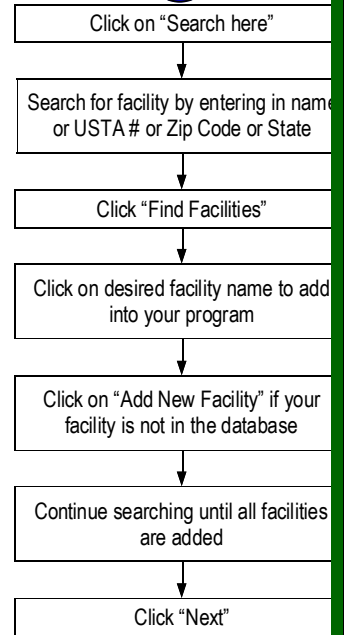 Click on “Search here”
Search for facility by entering in name
or USTA # or Zip Code or State
Click “Find Facilities”
Click on desired facility name to add
into your program
Click on “Add New Facility” if your
facility is not in the database
Continue searching until all facilities
are added
Click “Next”